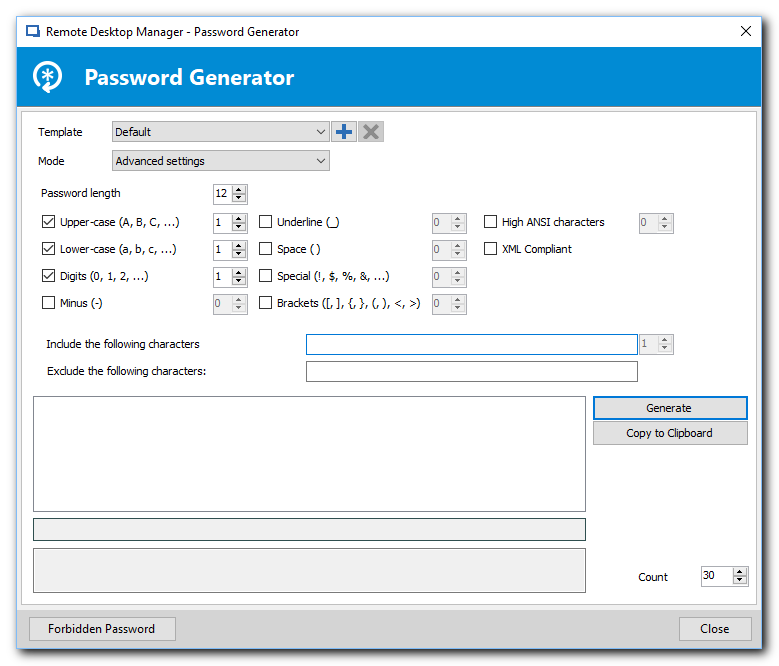 Remote Desktop Manager - Password Generator
Password Generator
Template Default
Mode Advanced settings
Password length 12
Upper-case (A, B, C, ...) 1 Underline (_) 0 High ANSI characters 0
Lower-case (a, b, c, ...) 1 Space ( ) 0 XML Compliant
Digits (0, 1, 2, ...) 1 Special (!, $, %, &, ...) 0
Minus (-) 0 Brackets ([, ], {, }, (, ), <, >) 0
Include the following characters 1
Exclude the following characters:
Generate
Copy to Clipboard
Count 30
Forbidden Password Close